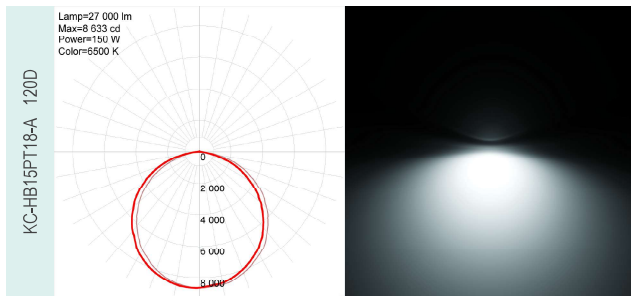 KC-HB15PT18-A 120D
Lamp=27 000 lm
Max=8 633 cd
Power=150 W
Color=6500 K
0
2 000
4 000
6 000
8 000